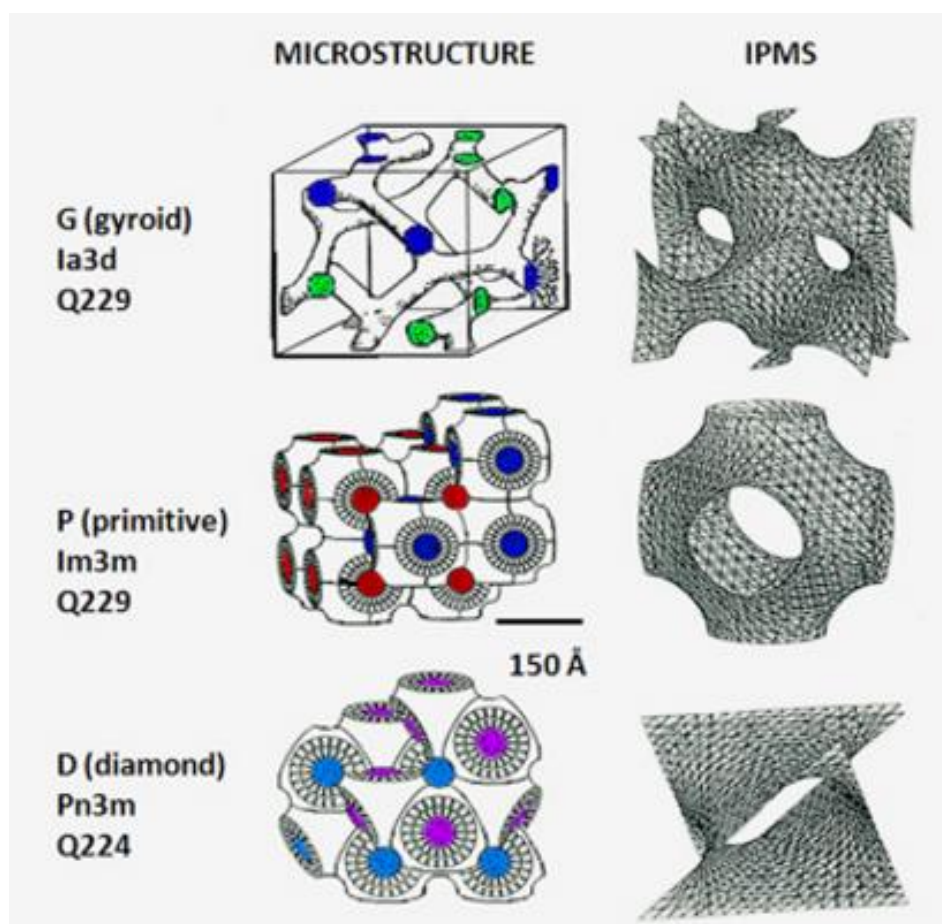 MICROSTRUCTURE IPMS
G (gyroid)
Ia3d
Q229
P (primitive)
Im3m
Q229
150 Å
D (diamond)
Pn3m
Q224